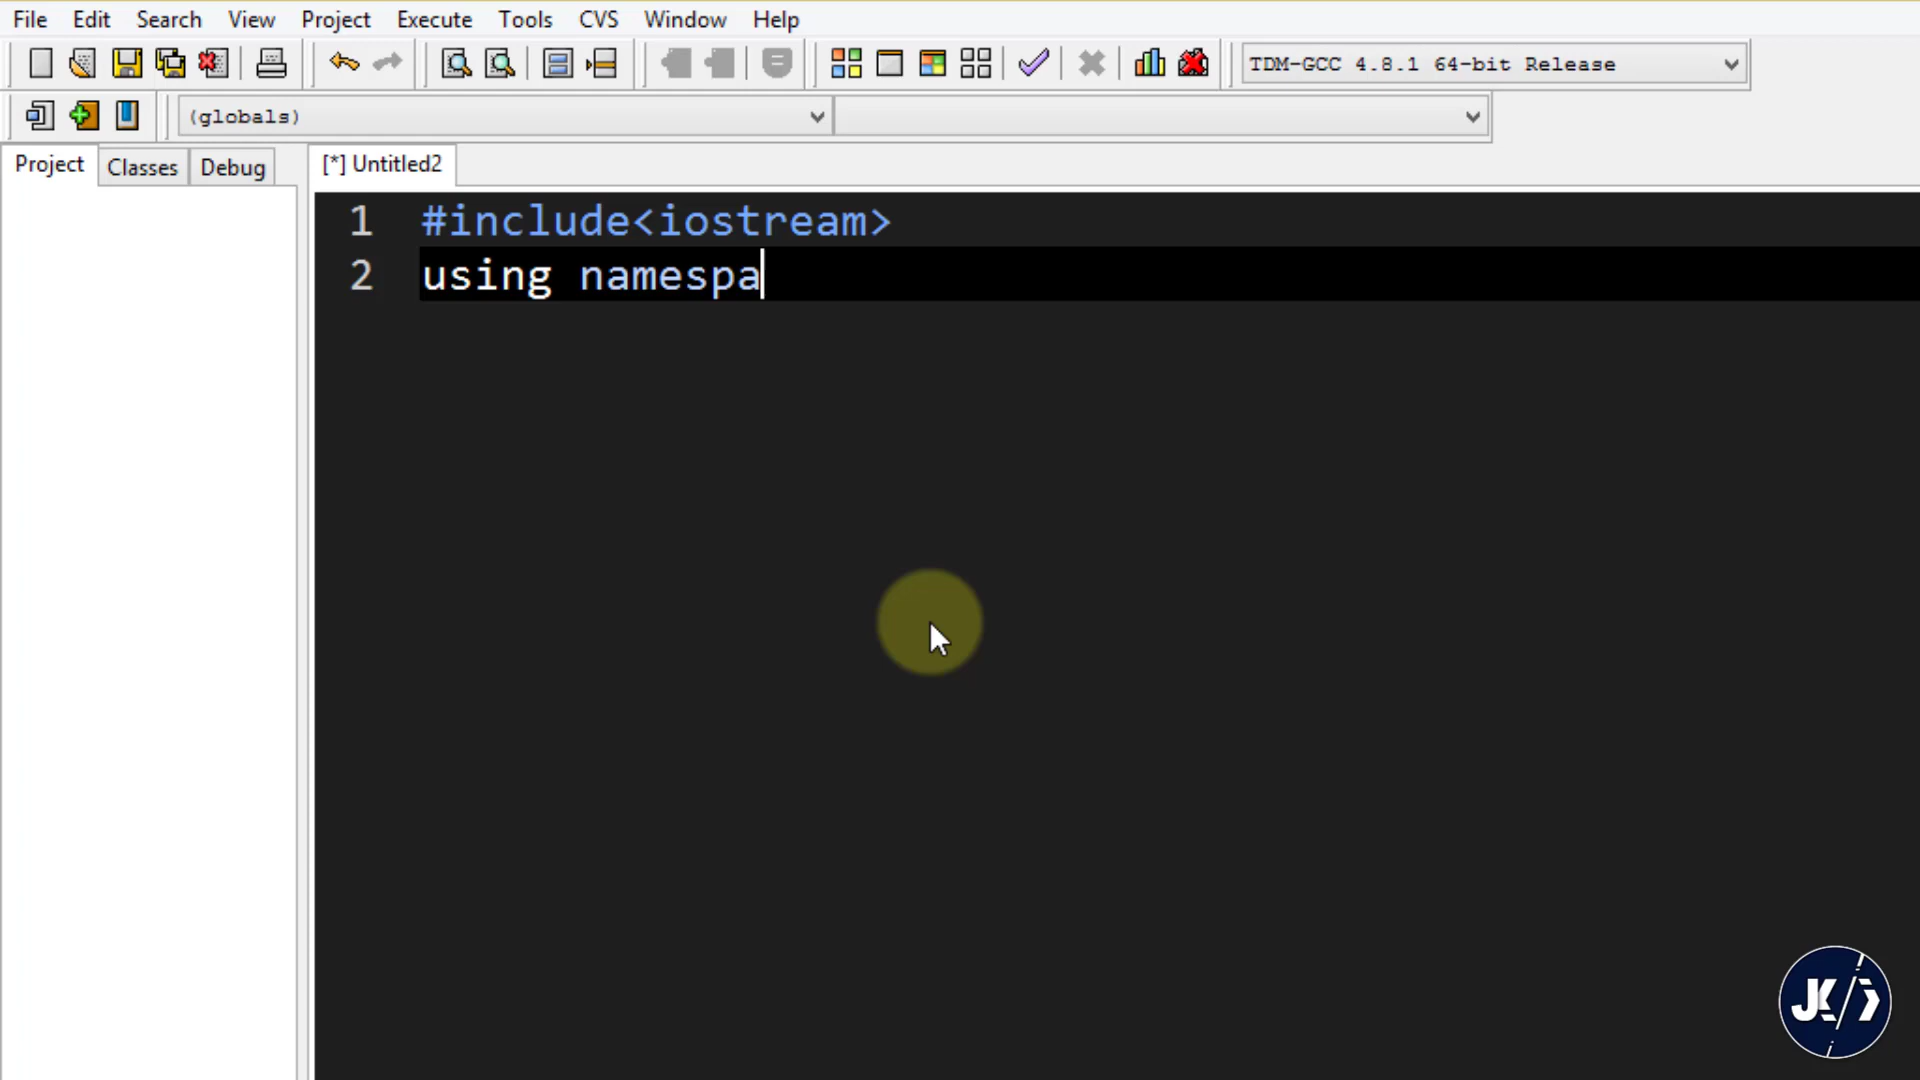 File Edit Search View Project Execute Tools CVS Window Help
TDM-GCC 4.8.1 64-bit Release
(globals)
Project Classes Debug [*] Untitled2
1 #include<iostream>
2 using namespa
JK/>